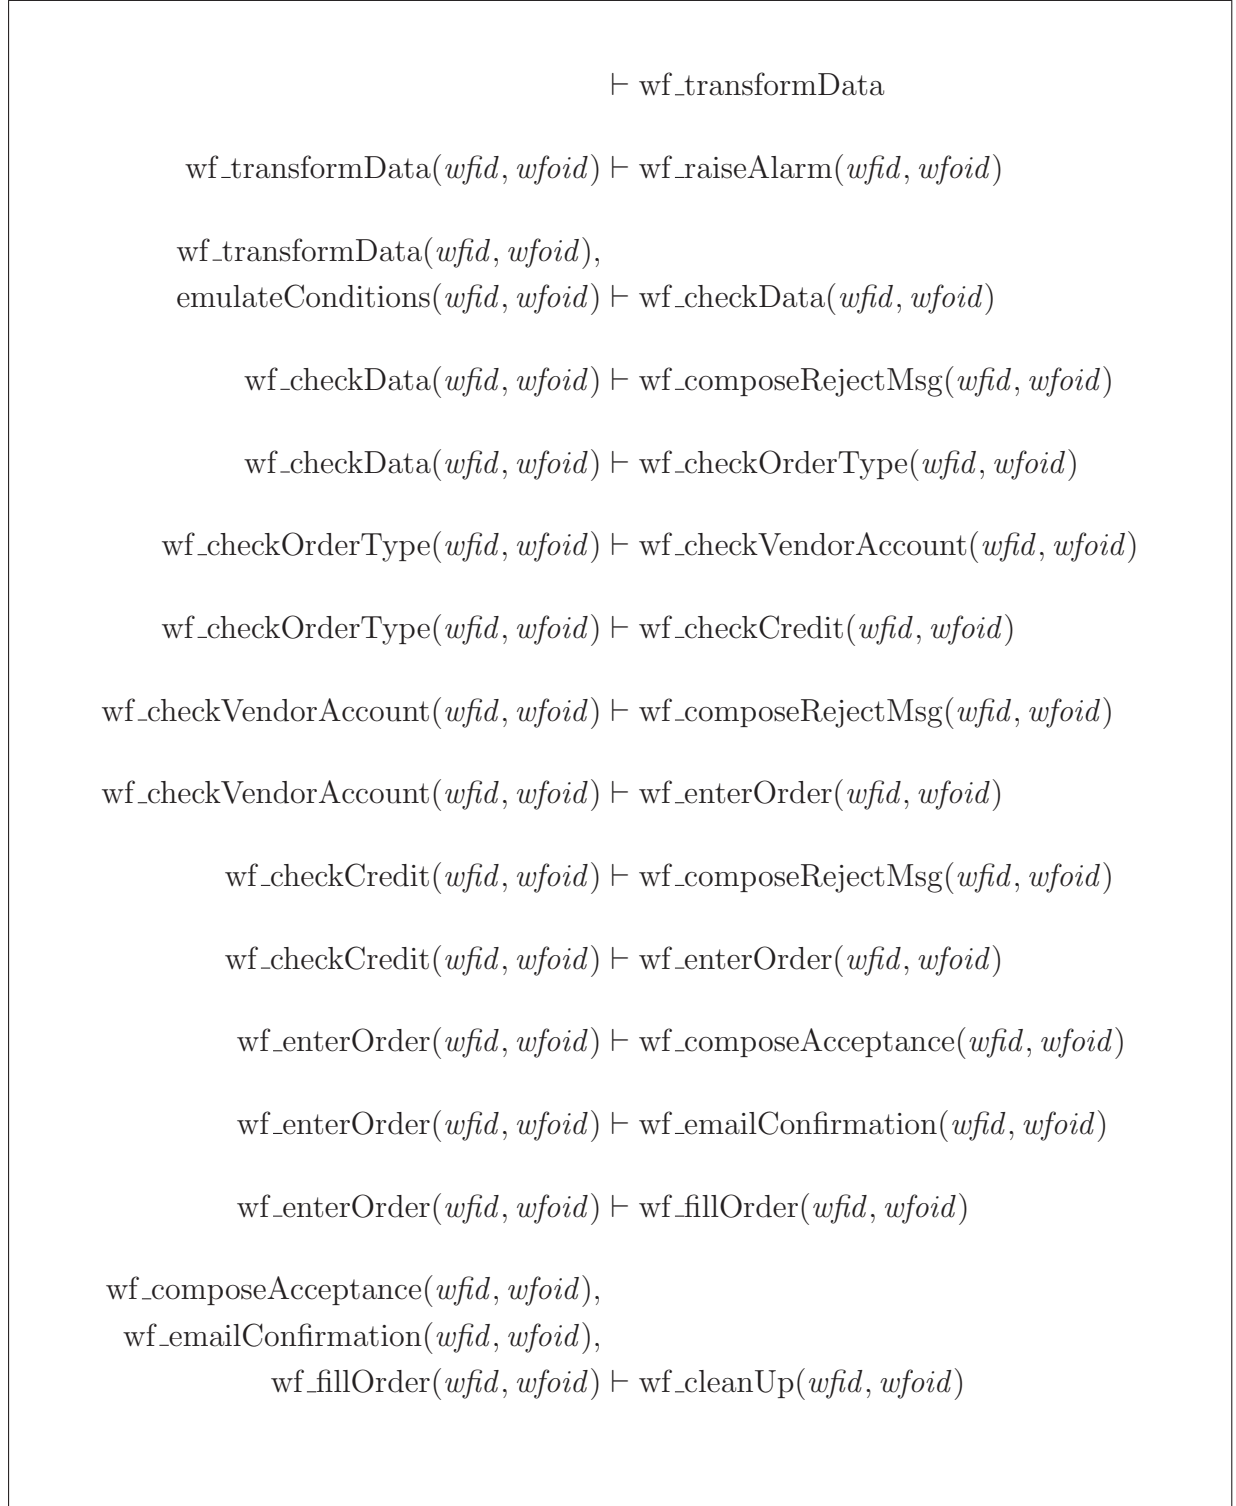 ⊢ wf_transformData
wf_transformData(wfid, wfoid) ⊢ wf_raiseAlarm(wfid, wfoid)
wf_transformData(wfid, wfoid),
emulateConditions(wfid, wfoid) ⊢ wf_checkData(wfid, wfoid)
wf_checkData(wfid, wfoid) ⊢ wf_composeRejectMsg(wfid, wfoid)
wf_checkData(wfid, wfoid) ⊢ wf_checkOrderType(wfid, wfoid)
wf_checkOrderType(wfid, wfoid) ⊢ wf_checkVendorAccount(wfid, wfoid)
wf_checkOrderType(wfid, wfoid) ⊢ wf_checkCredit(wfid, wfoid)
wf_checkVendorAccount(wfid, wfoid) ⊢ wf_composeRejectMsg(wfid, wfoid)
wf_checkVendorAccount(wfid, wfoid) ⊢ wf_enterOrder(wfid, wfoid)
wf_checkCredit(wfid, wfoid) ⊢ wf_composeRejectMsg(wfid, wfoid)
wf_checkCredit(wfid, wfoid) ⊢ wf_enterOrder(wfid, wfoid)
wf_enterOrder(wfid, wfoid) ⊢ wf_composeAcceptance(wfid, wfoid)
wf_enterOrder(wfid, wfoid) ⊢ wf_emailConfirmation(wfid, wfoid)
wf_enterOrder(wfid, wfoid) ⊢ wf_fillOrder(wfid, wfoid)
wf_composeAcceptance(wfid, wfoid),
wf_emailConfirmation(wfid, wfoid),
wf_fillOrder(wfid, wfoid) ⊢ wf_cleanUp(wfid, wfoid)